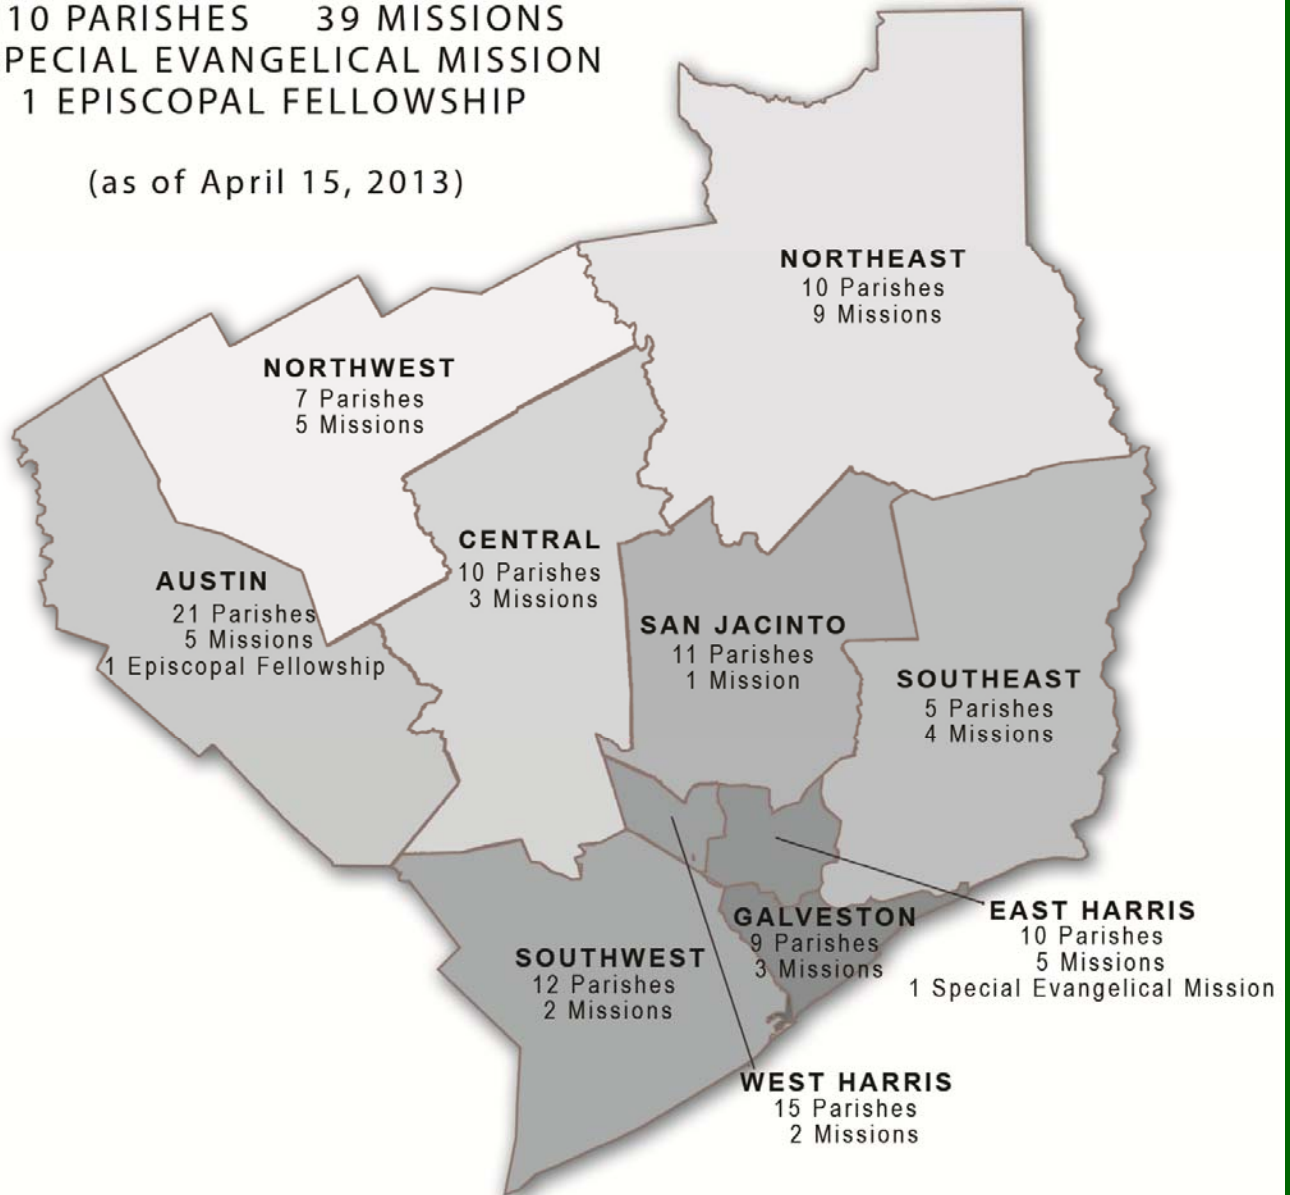 10 PARISHES 39 MISSIONS
PECIAL EVANGELICAL MISSION
1 EPISCOPAL FELLOWSHIP
(as of April 15, 2013)
NORTHEAST
10 Parishes
9 Missions
NORTHWEST
7 Parishes
5 Missions
CENTRAL
10 Parishes
3 Missions
AUSTIN
21 Parishes
5 Missions
1 Episcopal Fellowship
SAN JACINTO
11 Parishes
1 Mission
SOUTHEAST
5 Parishes
4 Missions
GALVESTON
9 Parishes
3 Missions
EAST HARRIS
10 Parishes
5 Missions
1 Special Evangelical Mission
SOUTHWEST
12 Parishes
2 Missions
WEST HARRIS
15 Parishes
2 Missions